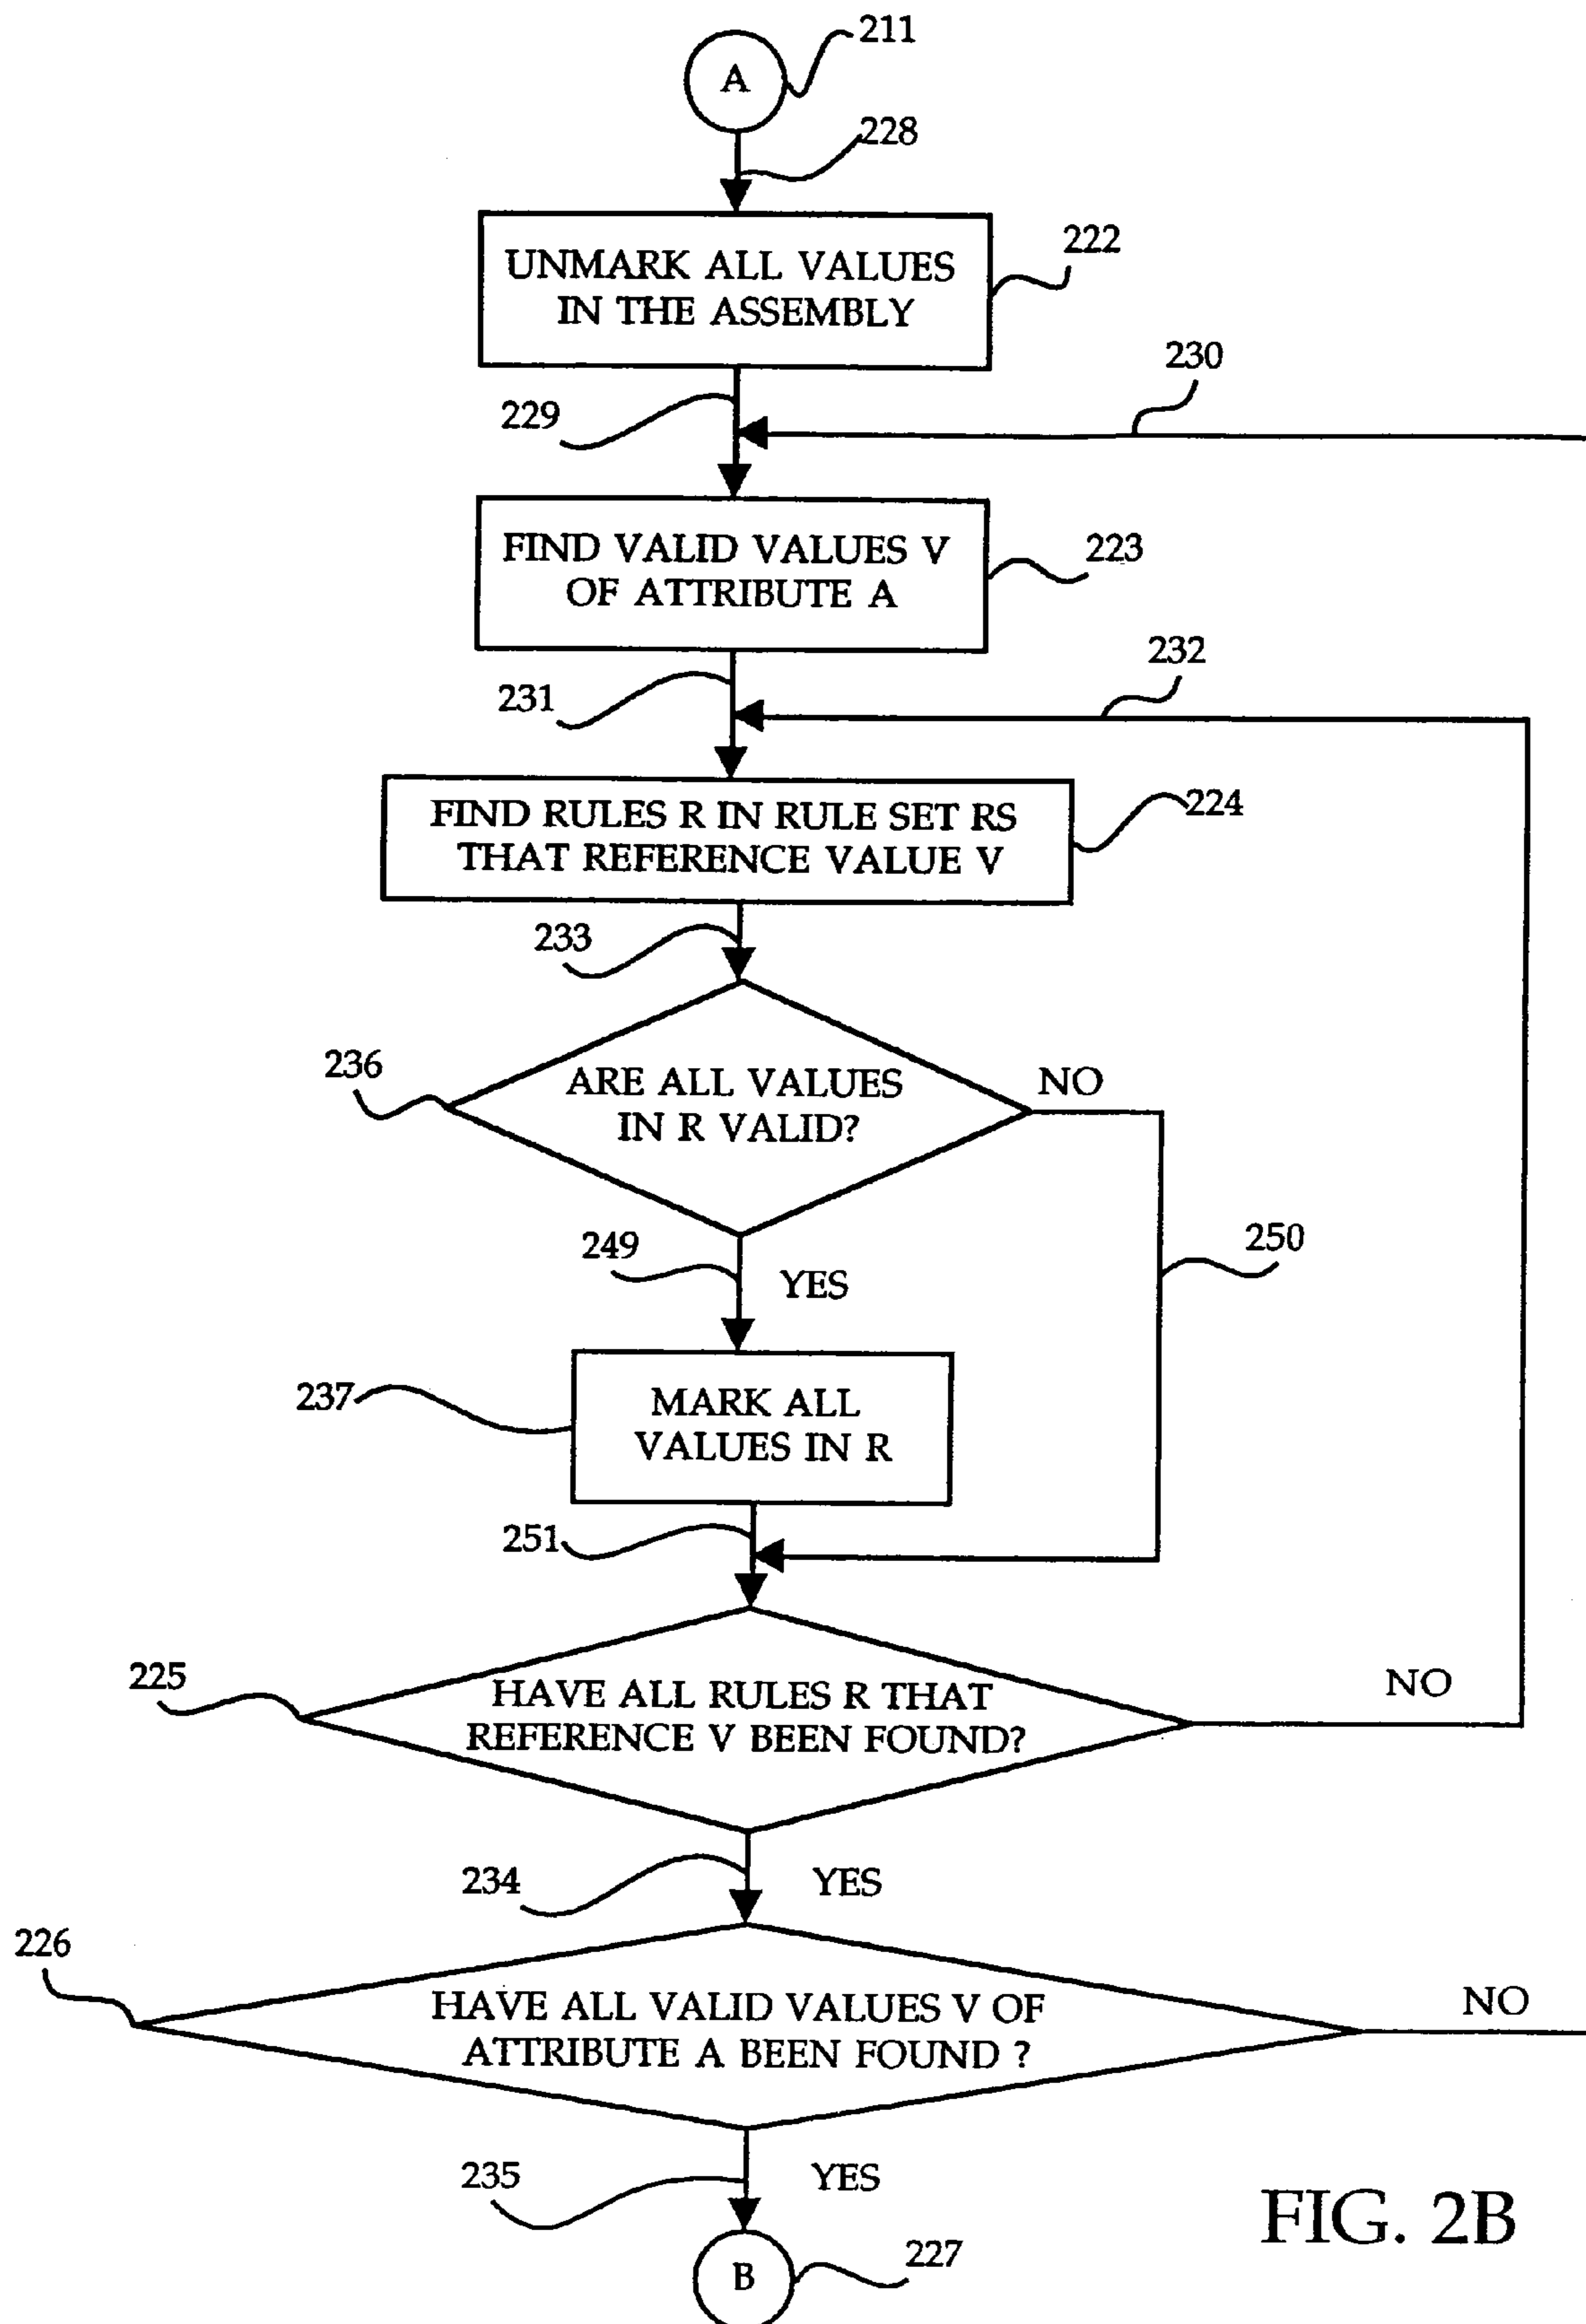 211
A
228
222
UNMARK ALL VALUES
IN THE ASSEMBLY
230
229
223
FIND VALID VALUES V
OF ATTRIBUTE A
232
231
224
FIND RULES R IN RULE SET RS
THAT REFERENCE VALUE V
233
236
ARE ALL VALUES
IN R VALID?
NO
250
249
YES
237
MARK ALL
VALUES IN R
251
225
HAVE ALL RULES R THAT
REFERENCE V BEEN FOUND?
NO
234
YES
226
HAVE ALL VALID VALUES V OF
ATTRIBUTE A BEEN FOUND ?
NO
235
YES
B
227
FIG. 2B